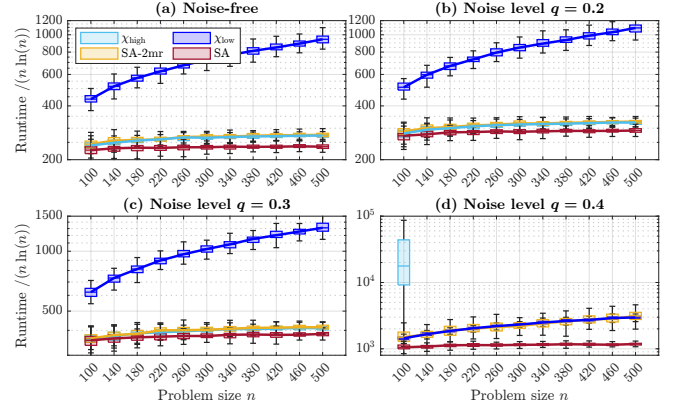 (a) Noise-free
(b) Noise level q = 0.2
Runtime /(n ln(n))
1200
1000
800
600
400
200
χhigh
χlow
SA-2mr
SA
100 140 180 220 260 300 340 380 420 460 500
1200
1000
800
600
400
200
100 140 180 220 260 300 340 380 420 460 500
(c) Noise level q = 0.3
(d) Noise level q = 0.4
Runtime /(n ln(n))
1500
1000
500
100 140 180 220 260 300 340 380 420 460 500
Problem size n
10^5
10^4
10^3
100 140 180 220 260 300 340 380 420 460 500
Problem size n